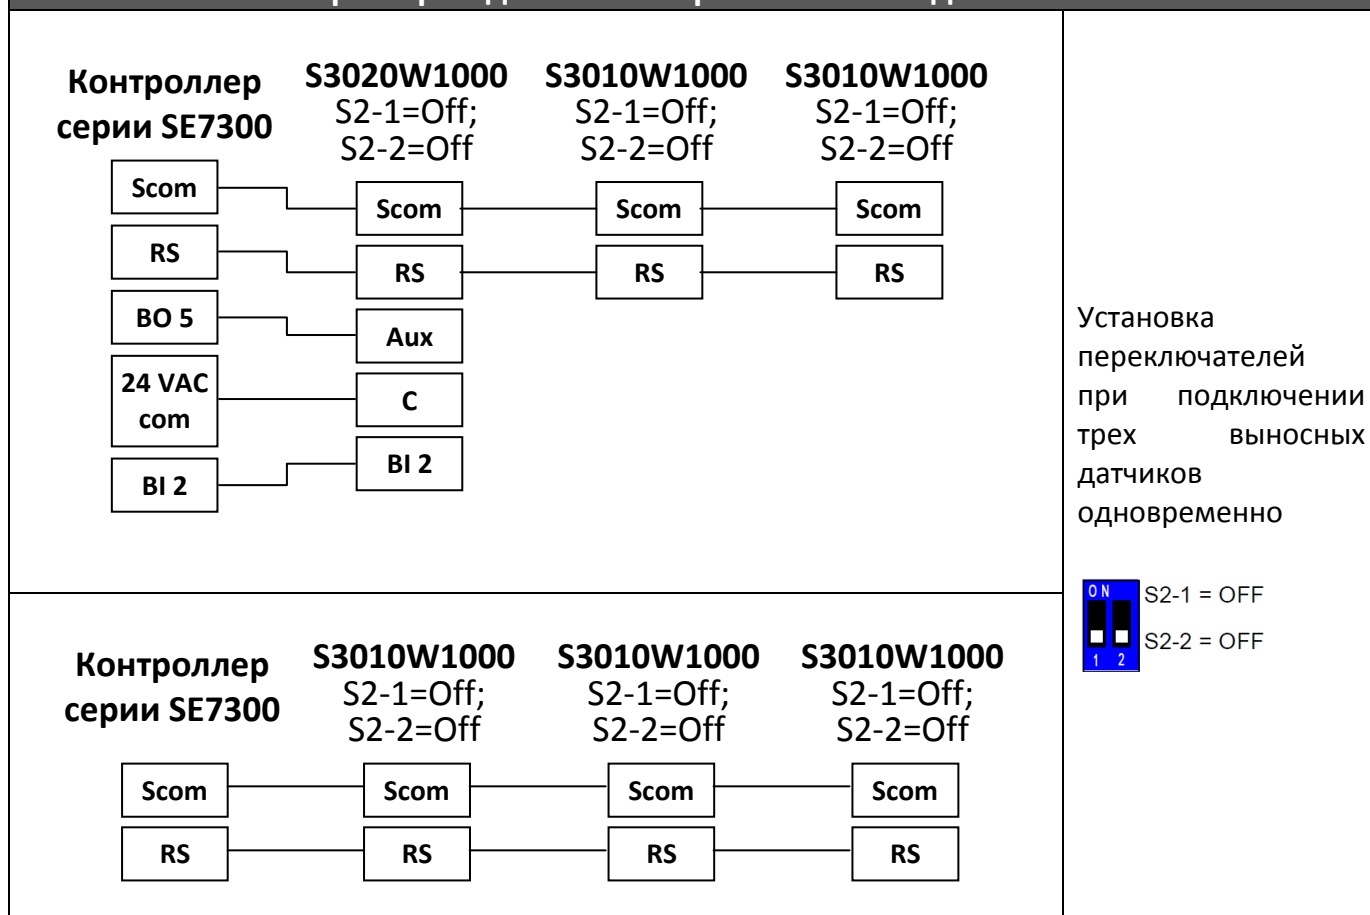 Контроллер
серии SE7300
S3020W1000
S2-1=Off;
S2-2=Off
S3010W1000
S2-1=Off;
S2-2=Off
S3010W1000
S2-1=Off;
S2-2=Off
Scom
Scom
Scom
Scom
RS
RS
RS
RS
BO 5
Aux
24 VAC
com
C
BI 2
BI 2
Установка
переключателей
при подключении
трех выносных
датчиков
одновременно
ON
1 2
S2-1 = OFF
S2-2 = OFF
Контроллер
серии SE7300
S3010W1000
S2-1=Off;
S2-2=Off
S3010W1000
S2-1=Off;
S2-2=Off
S3010W1000
S2-1=Off;
S2-2=Off
Scom
Scom
Scom
Scom
RS
RS
RS
RS